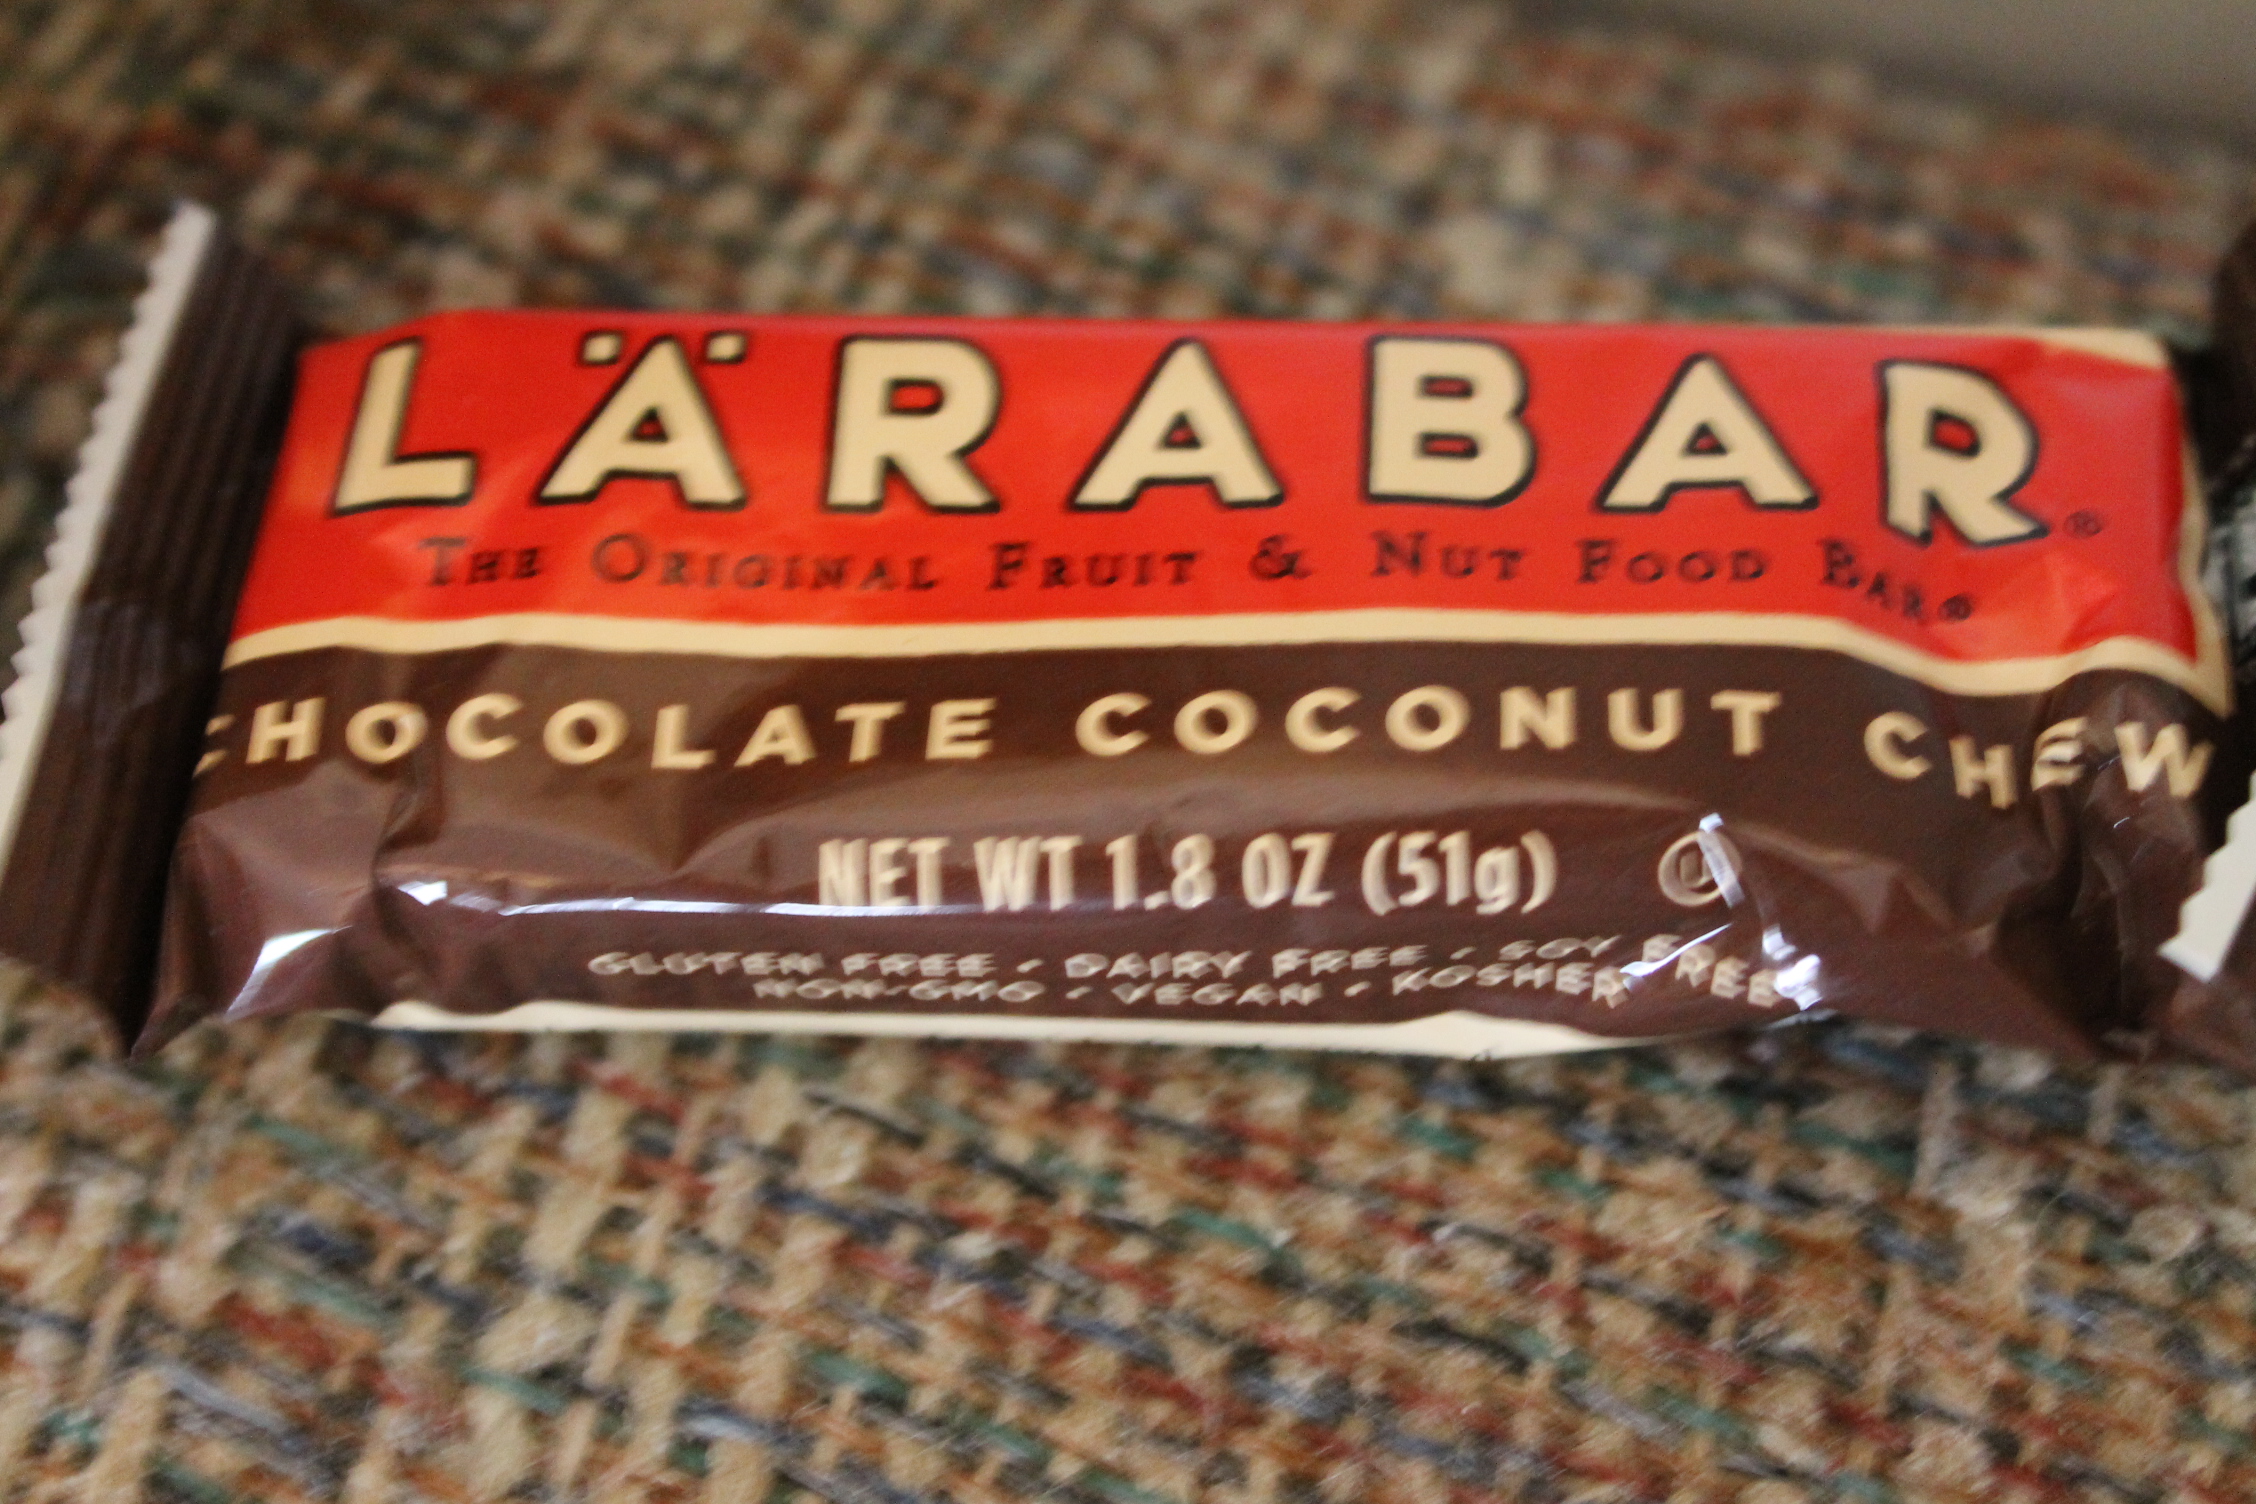 LÄRABAR®
The Original Fruit & Nut Food Bar®
CHOCOLATE COCONUT CHEW
NET WT 1.8 OZ (51g) Ⓤ
GLUTEN FREE · DAIRY FREE · SOY FREE
NON-GMO · VEGAN · KOSHER